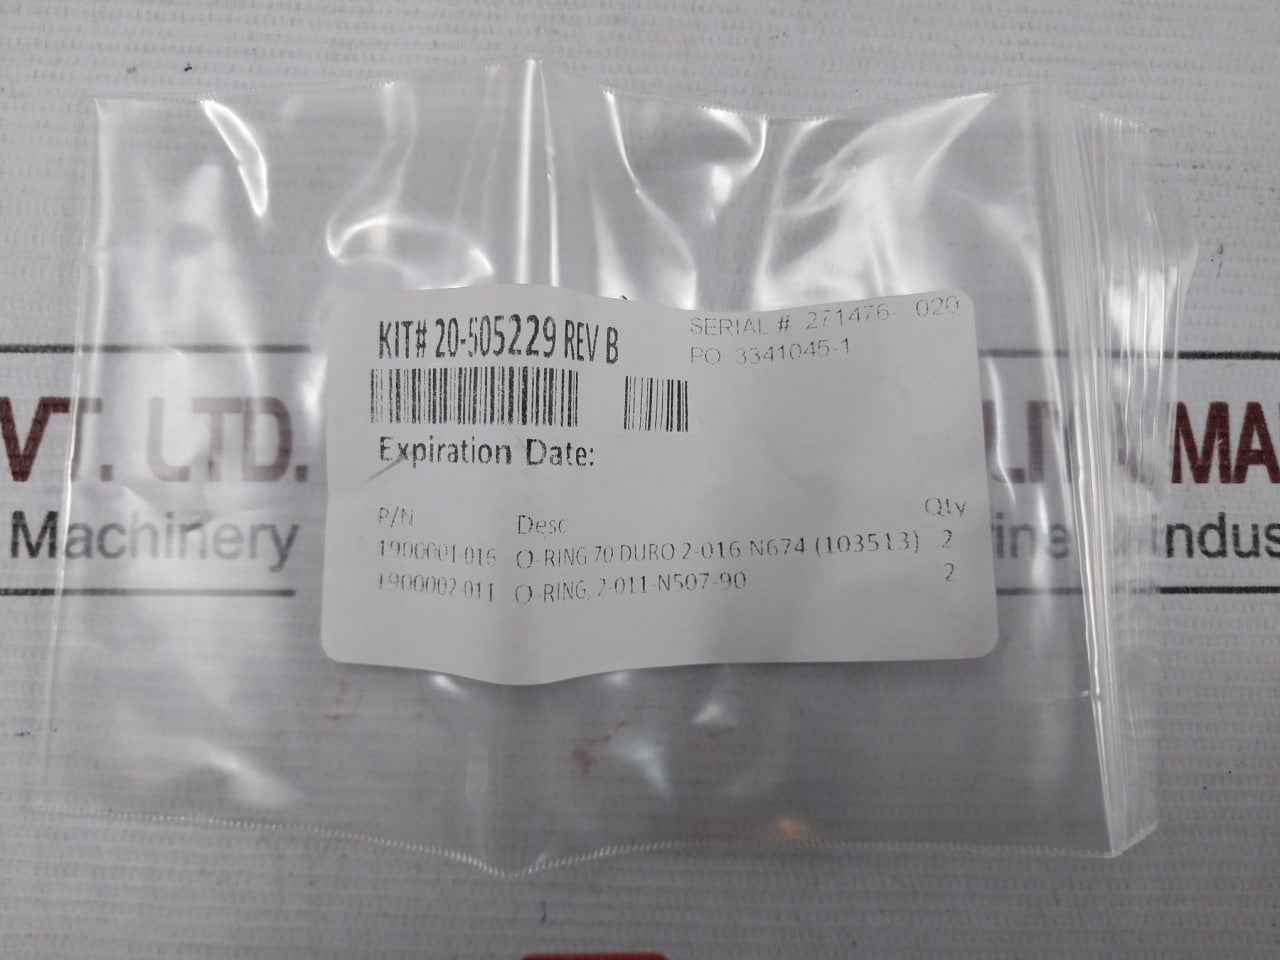 KIT# 20-505229 REV B
SERIAL # 271476- 020
PO 3341045-1
Expiration Date:
P/N Desc Qty
1900001-016 O-RING 70 DURO 2-016 N674 (103513) 2
1900002-011 O-RING, 2-011-N507-90 2
VT. LTD.
Machinery
MA
Indus